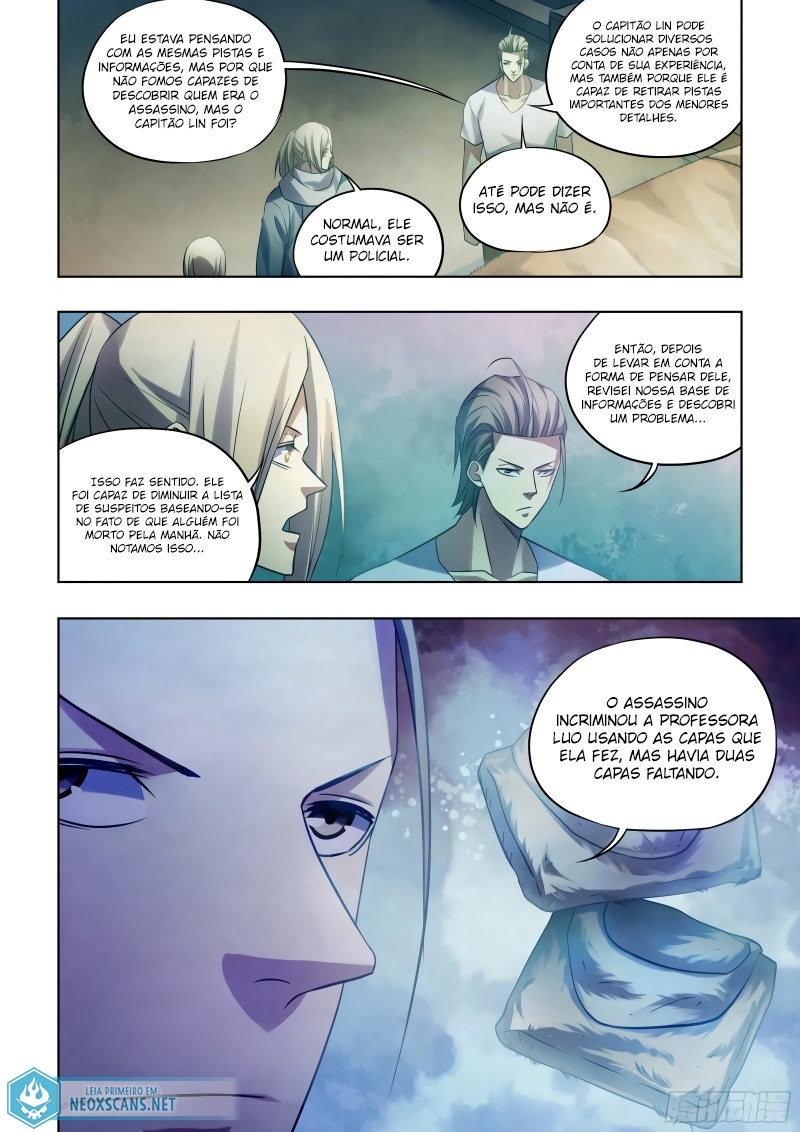 EU ESTAVA PENSANDO
COM AS MESMAS PISTAS E
INFORMAÇÕES, MAS POR QUE
NÃO FOMOS CAPAZES DE
DESCOBRIR QUEM ERA O
ASSASSINO, MAS O
CAPITÃO LIN FOI?
O CAPITÃO LIN PODE
SOLUCIONAR DIVERSOS
CASOS NÃO APENAS POR
CONTA DE SUA EXPERIÊNCIA,
MAS TAMBÉM PORQUE ELE É
CAPAZ DE RETIRAR PISTAS
IMPORTANTES DOS MENORES
DETALHES.
NORMAL, ELE
COSTUMAVA SER
UM POLICIAL.
ATÉ PODE DIZER
ISSO, MAS NÃO É.
ENTÃO, DEPOIS
DE LEVAR EM CONTA A
FORMA DE PENSAR DELE,
REVISEI NOSSA BASE DE
INFORMAÇÕES E DESCOBRI
UM PROBLEMA...
ISSO FAZ SENTIDO. ELE
FOI CAPAZ DE DIMINUIR A LISTA
DE SUSPEITOS BASEANDO-SE
NO FATO DE QUE ALGUÉM FOI
MORTO PELA MANHÃ. NÃO
NOTAMOS ISSO...
O ASSASSINO
INCRIMINOU A PROFESSORA
LUO USANDO AS CAPAS QUE
ELA FEZ, MAS HAVIA DUAS
CAPAS FALTANDO.
LEIA PRIMEIRO EM:
NEOXSCANS.NET